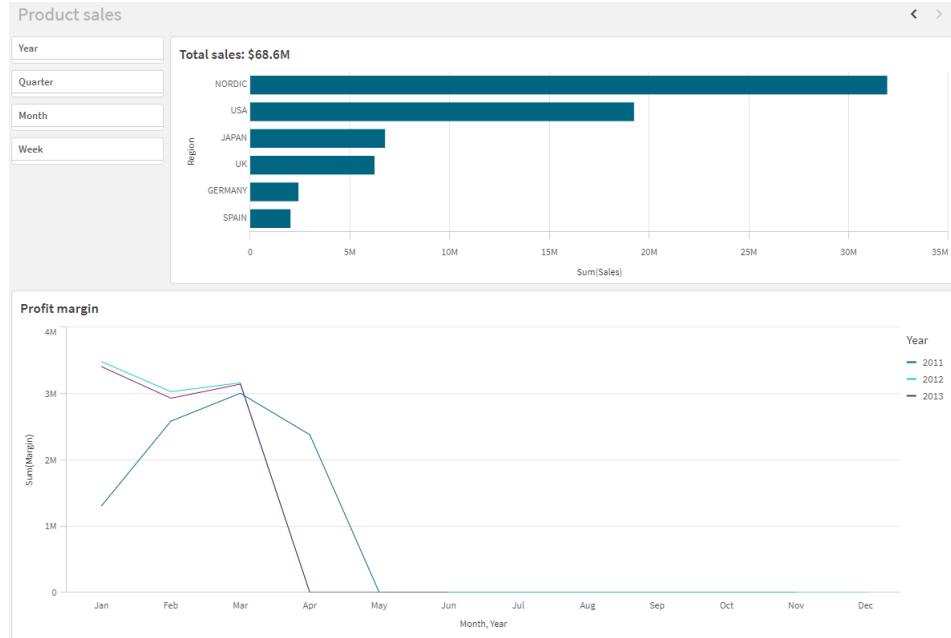 Product sales
Year
Quarter
Month
Week
Total sales: $68.6M
Region
NORDIC
USA
JAPAN
UK
GERMANY
SPAIN
0 5M 10M 15M 20M 25M 30M 35M
Sum(Sales)
Profit margin
Sum(Margin)
4M
3M
2M
1M
0
Jan Feb Mar Apr May Jun Jul Aug Sep Oct Nov Dec
Month, Year
Year
2011
2012
2013